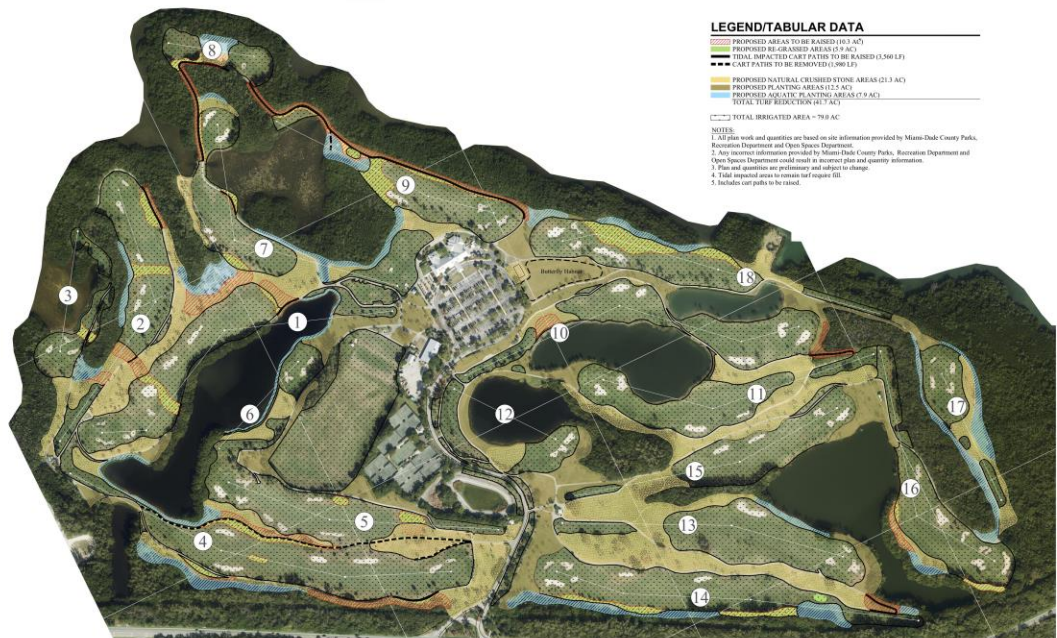 LEGEND/TABULAR DATA
PROPOSED AREAS TO BE RAISED (10.3 AC⁵)
PROPOSED RE-GRASSED AREAS (5.9 AC)
TIDAL IMPACTED CART PATHS TO BE RAISED (3,560 LF)
CART PATHS TO BE REMOVED (1,980 LF)
PROPOSED NATURAL CRUSHED STONE AREAS (21.3 AC)
PROPOSED PLANTING AREAS (12.5 AC)
PROPOSED AQUATIC PLANTING AREAS (7.9 AC)
TOTAL TURF REDUCTION (41.7 AC)
TOTAL IRRIGATED AREA = 79.0 AC
NOTES:
1. All plan work and quantities are based on site information provided by Miami-Dade County Parks,
Recreation Department and Open Spaces Department.
2. Any incorrect information provided by Miami-Dade County Parks, Recreation Department and
Open Spaces Department could result in incorrect plan and quantity information.
3. Plan and quantities are preliminary and subject to change.
4. Tidal impacted areas to remain turf require fill.
5. Includes cart paths to be raised.
8
9
7
3
2
1
18
Butterfly Habitat
10
6
12
11
17
15
16
5
4
13
14